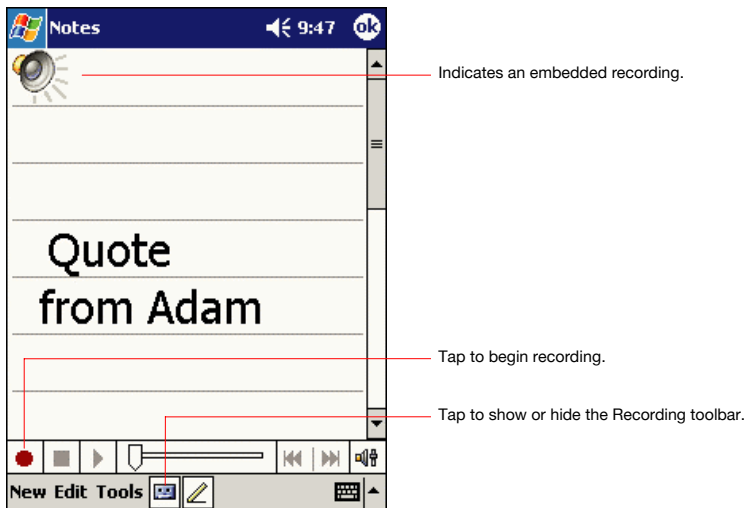 Notes 9:47 ok
Indicates an embedded recording.
Quote
from Adam
Tap to begin recording.
Tap to show or hide the Recording toolbar.
New Edit Tools